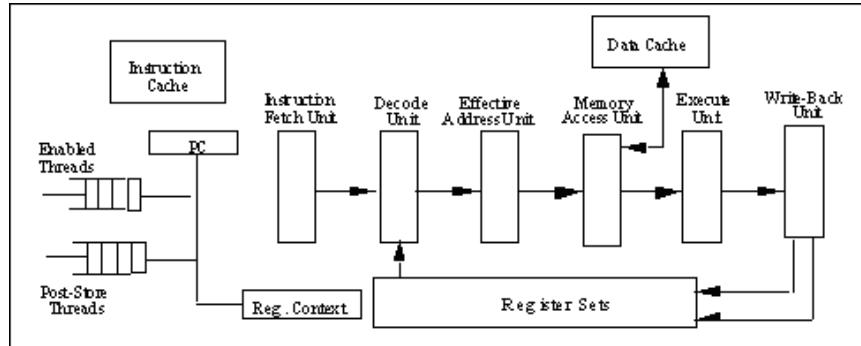 Instruction
Cache
Data Cache
Instruction
Fetch Unit
Decode
Unit
Effective
Address Unit
Memory
Access Unit
Execute
Unit
Write-Back
Unit
PC
Enabled
Threads
Post-Store
Threads
Reg. Context
Register Sets